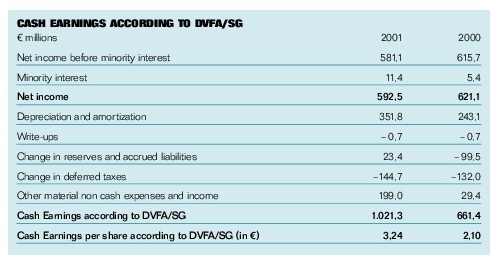 CASH EARNINGS ACCORDING TO DVFA/SG
€ millions 2001 2000
Net income before minority interest 581,1 615,7
Minority interest 11,4 5,4
Net income 592,5 621,1
Depreciation and amortization 351,8 243,1
Write-ups – 0,7 – 0,7
Change in reserves and accrued liabilities 23,4 – 99,5
Change in deferred taxes –144,7 –132,0
Other material non cash expenses and income 199,0 29,4
Cash Earnings according to DVFA/SG 1.021,3 661,4
Cash Earnings per share according to DVFA/SG (in €) 3,24 2,10